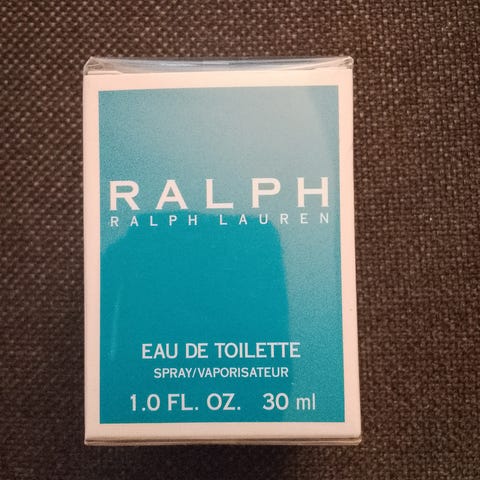 RALPH
RALPH LAUREN
EAU DE TOILETTE
SPRAY/VAPORISATEUR
1.0 FL. OZ. 30 ml